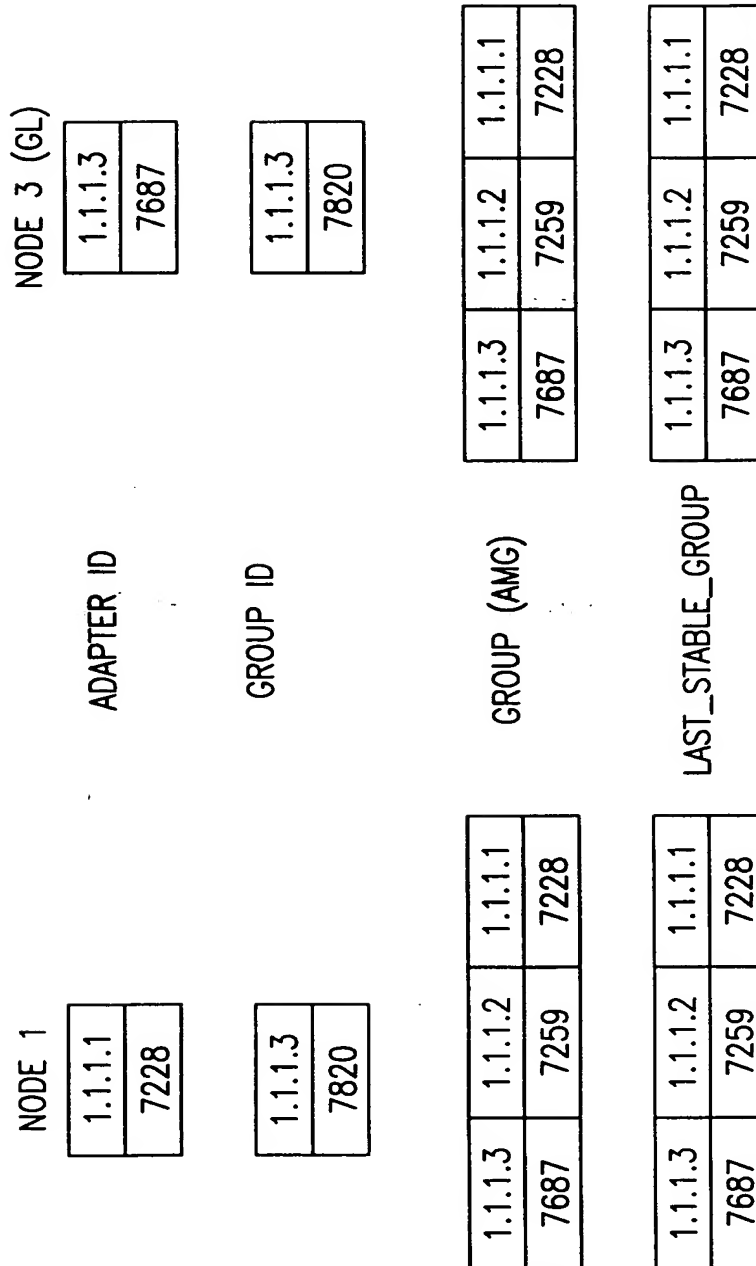 NODE 1
NODE 3 (GL)
1.1.1.1
7228
ADAPTER ID
1.1.1.3
7687
1.1.1.3
7820
GROUP ID
1.1.1.3
7820
1.1.1.3 1.1.1.2 1.1.1.1
7687 7259 7228
GROUP (AMG)
1.1.1.3 1.1.1.2 1.1.1.1
7687 7259 7228
1.1.1.3 1.1.1.2 1.1.1.1
7687 7259 7228
LAST_STABLE_GROUP
1.1.1.3 1.1.1.2 1.1.1.1
7687 7259 7228